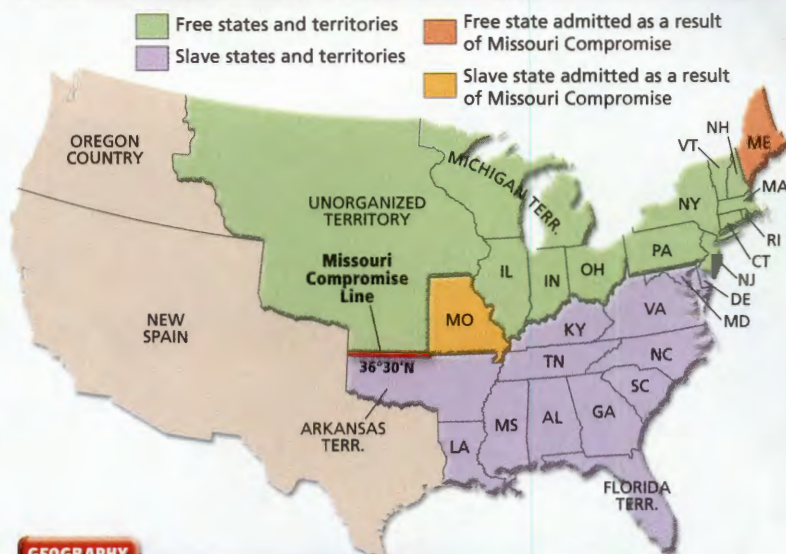 Free states and territories
Slave states and territories
Free state admitted as a result
of Missouri Compromise
Slave state admitted as a result
of Missouri Compromise
OREGON
COUNTRY
UNORGANIZED
TERRITORY
MICHIGAN TERR.
NH
VT
ME
MA
NY
RI
CT
PA
NJ
DE
MD
Missouri
Compromise
Line
IL
IN
OH
NEW
SPAIN
MO
KY
VA
36°30'N
TN
NC
SC
ARKANSAS
TERR.
LA
MS
AL
GA
FLORIDA
TERR.
GEOGRAPHY